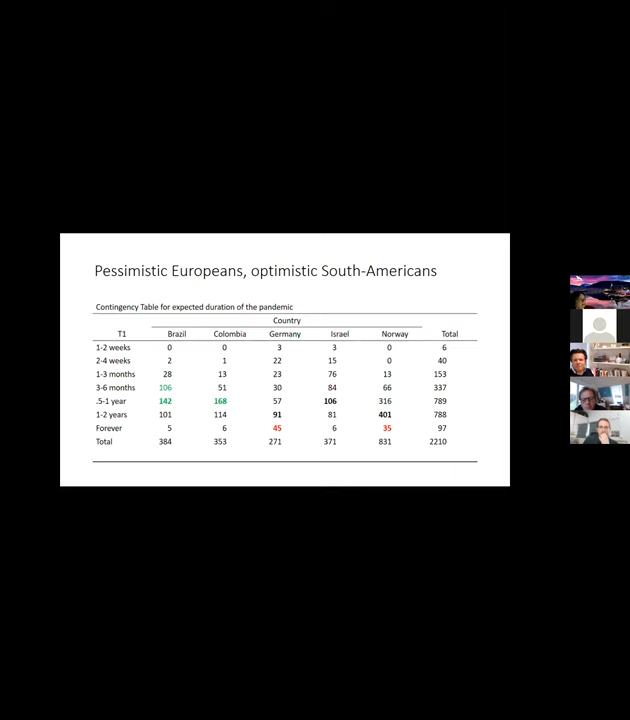 Pessimistic Europeans, optimistic South-Americans
Contingency Table for expected duration of the pandemic
Country
T1 Brazil Colombia Germany Israel Norway Total
1-2 weeks 0 0 3 3 0 6
2-4 weeks 2 1 22 15 0 40
1-3 months 28 13 23 76 13 153
3-6 months 106 51 30 84 66 337
.5-1 year 142 168 57 106 316 789
1-2 years 101 114 91 81 401 788
Forever 5 6 45 6 35 97
Total 384 353 271 371 831 2210